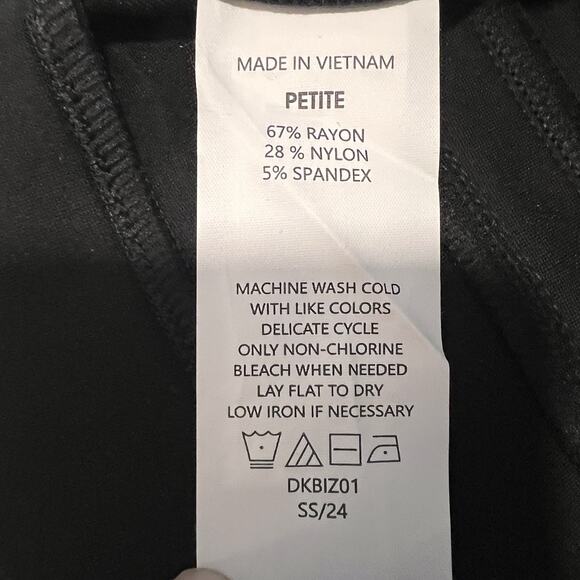 MADE IN VIETNAM
PETITE
67% RAYON
28 % NYLON
5% SPANDEX
MACHINE WASH COLD
WITH LIKE COLORS
DELICATE CYCLE
ONLY NON-CHLORINE
BLEACH WHEN NEEDED
LAY FLAT TO DRY
LOW IRON IF NECESSARY
DKBIZ01
SS/24